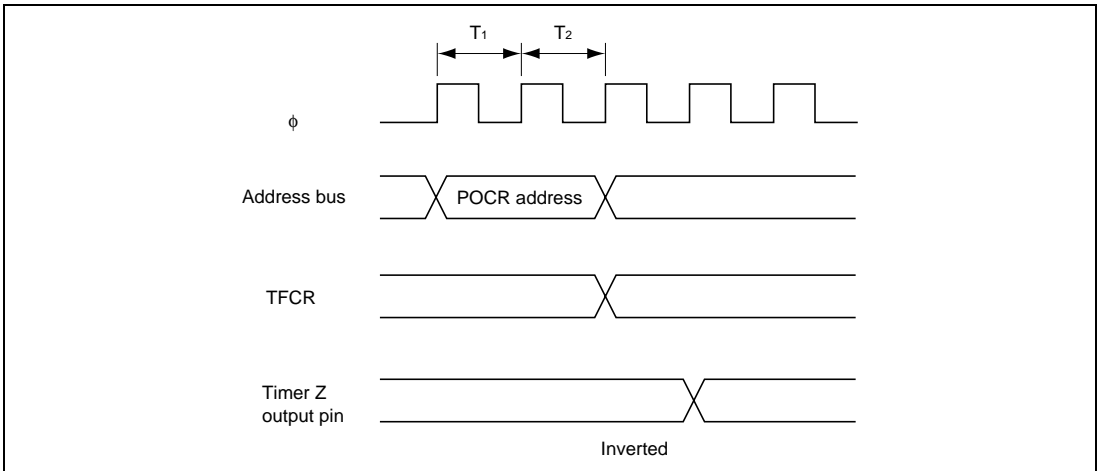 T1 T2
ϕ
Address bus POCR address
TFCR
Timer Z
output pin
Inverted